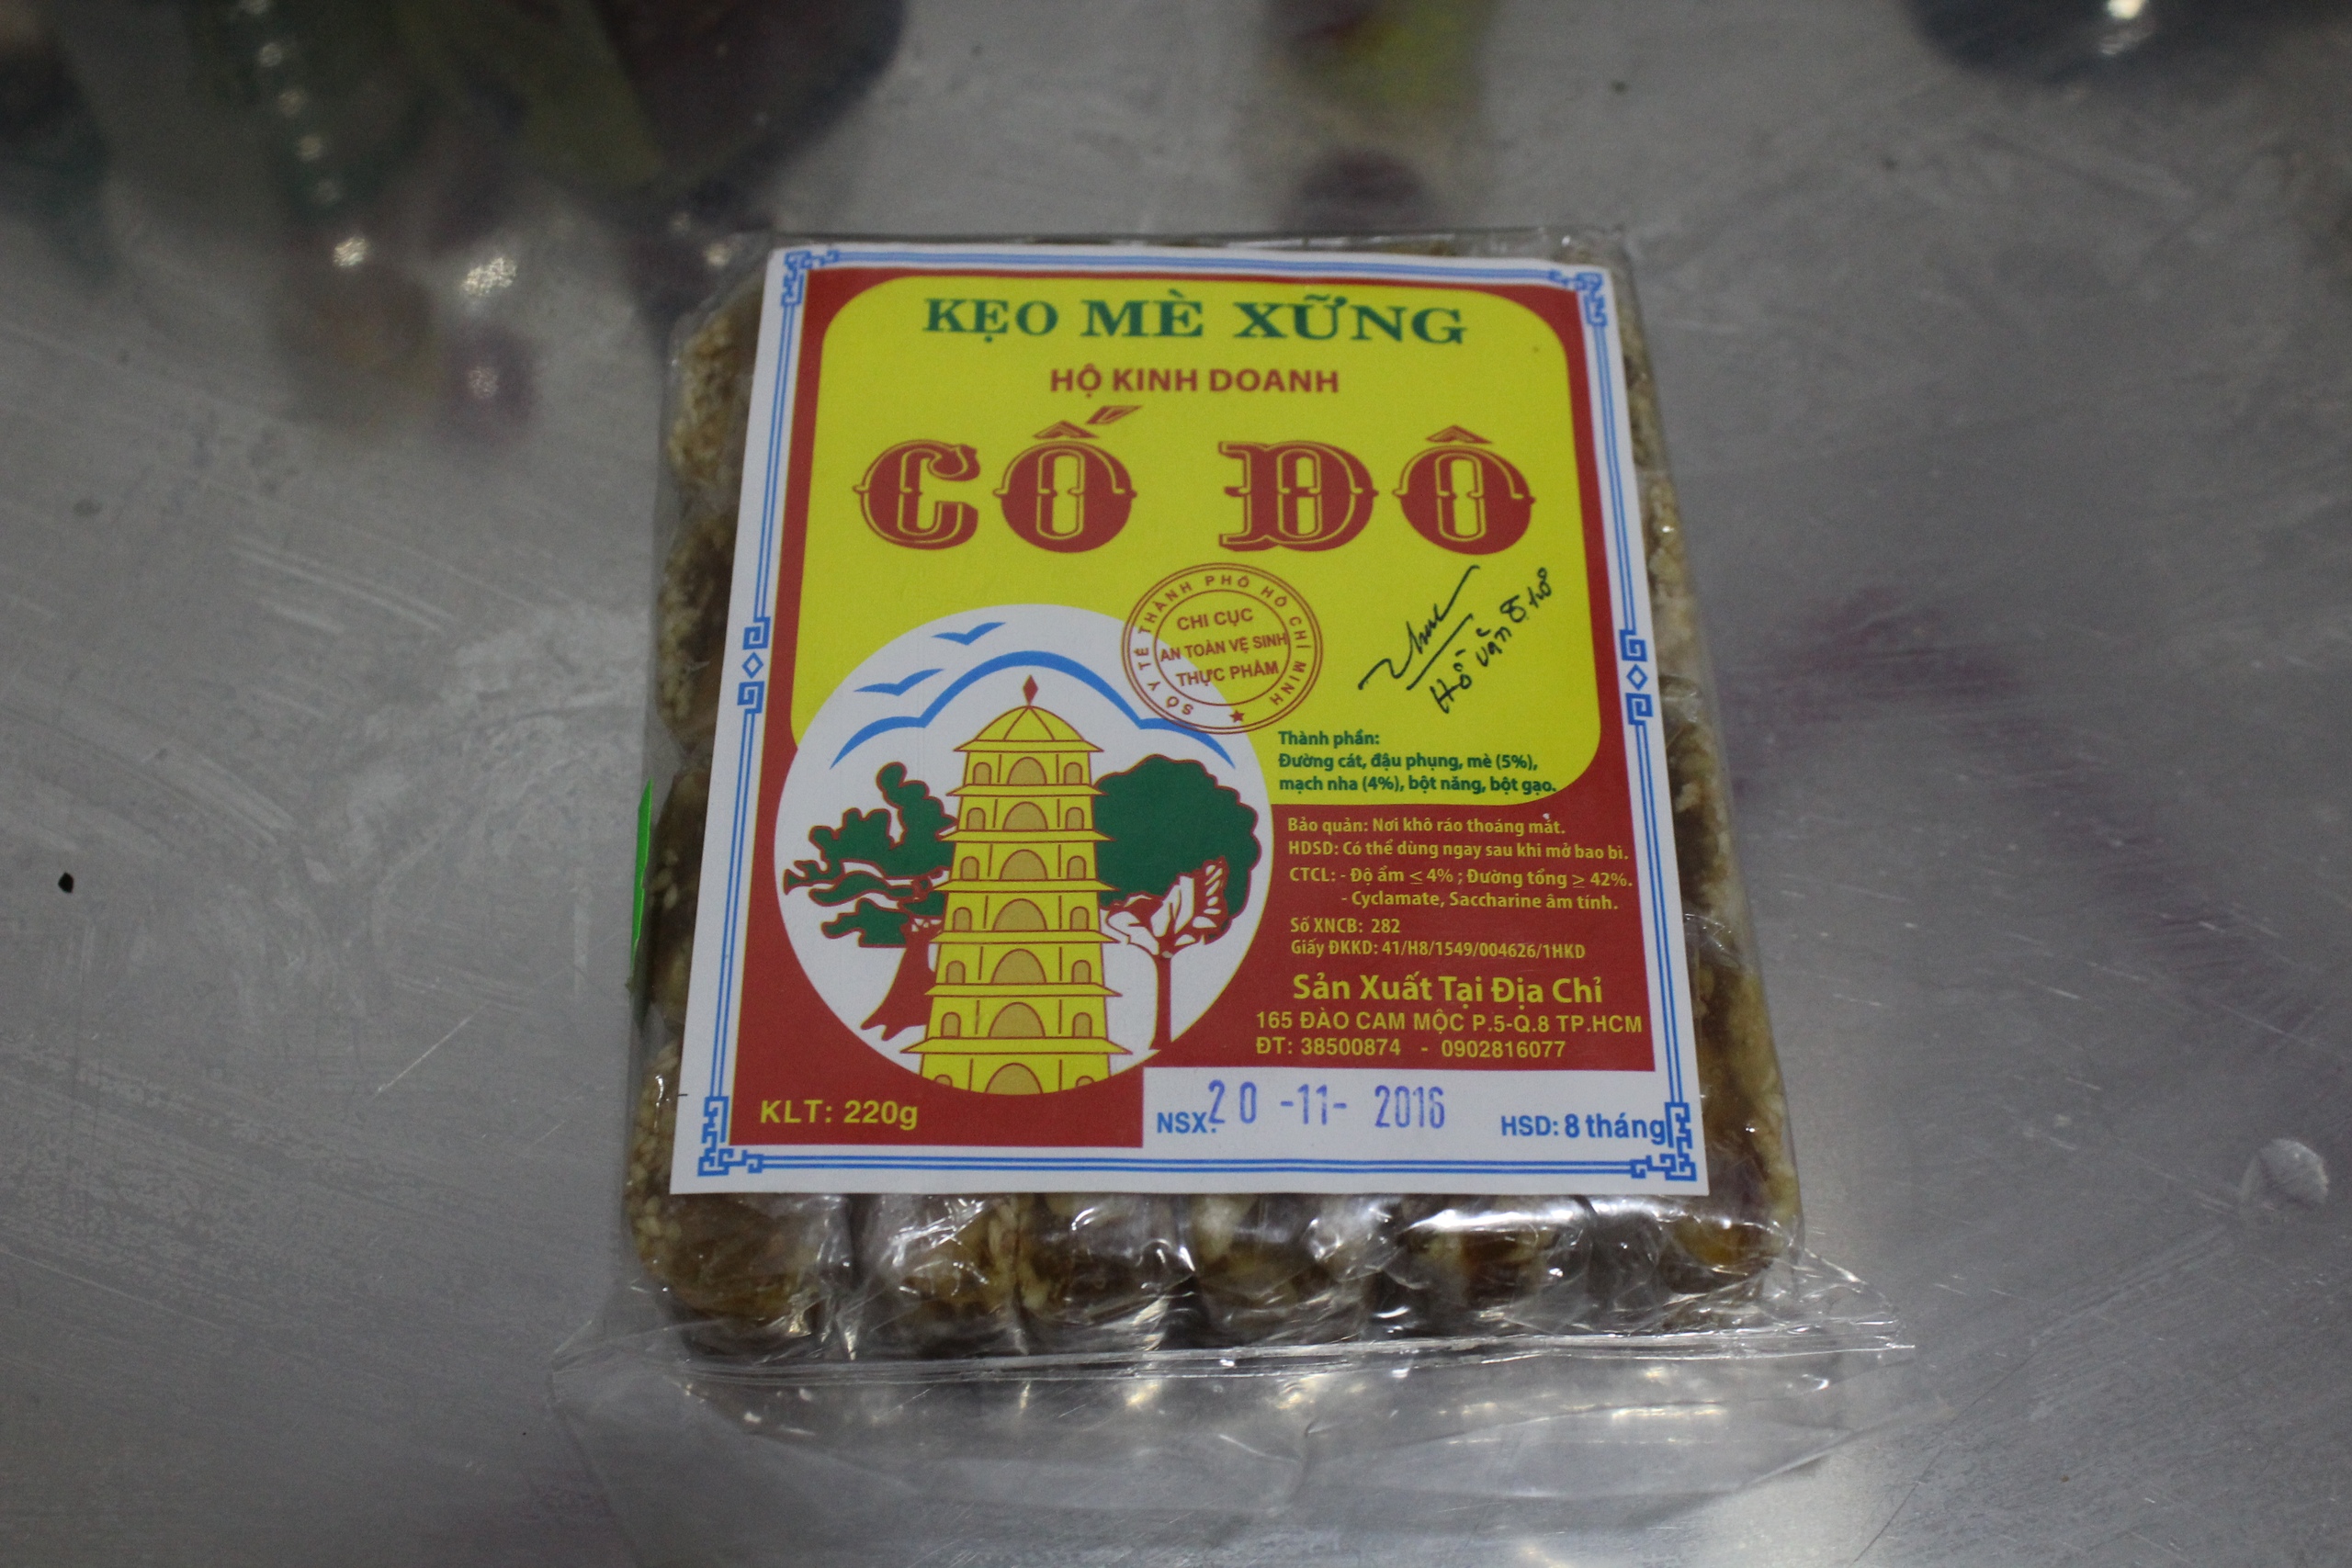 KẸO MÈ XỬNG
HỘ KINH DOANH
CỐ ĐÔ
SỞ Y TẾ THÀNH PHỐ HỒ CHÍ MINH
CHI CỤC
AN TOÀN VỆ SINH
THỰC PHẨM
Hồ Văn
Thành phần:
Đường cát, đậu phụng, mè (5%),
mạch nha (4%), bột năng, bột gạo.
Bảo quản: Nơi khô ráo thoáng mát.
HDSD: Có thể dùng ngay sau khi mở bao bì.
CTCL: - Độ ẩm ≤ 4% ; Đường tổng ≥ 42%.
- Cyclamate, Saccharine âm tính.
Số XNCB: 282
Giấy ĐKKD: 41/H8/1549/004626/1HKD
Sản Xuất Tại Địa Chỉ
165 ĐÀO CAM MỘC P.5-Q.8 TP.HCM
ĐT: 38500874 - 0902816077
KLT: 220g
NSX: 20 -11- 2016
HSD: 8 tháng